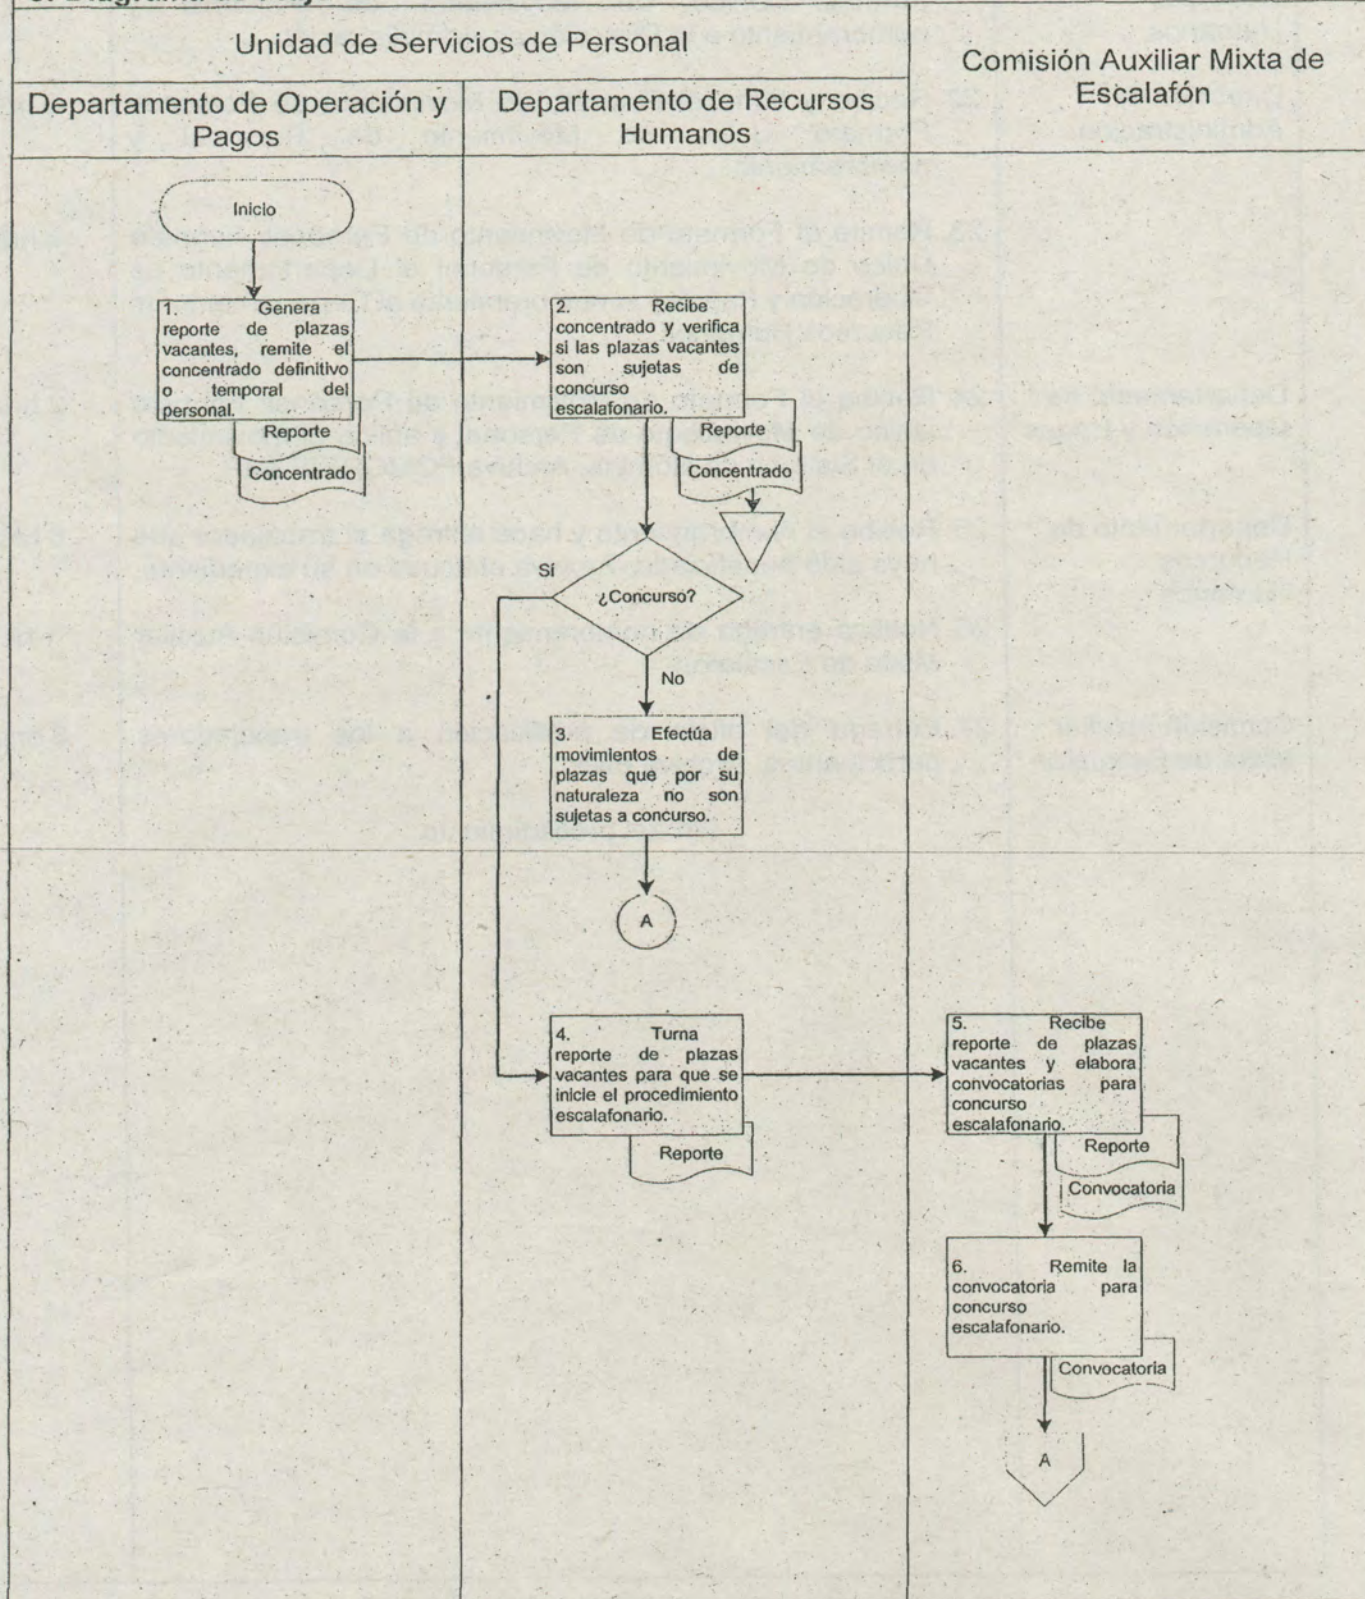 Unidad de Servicios de Personal
Comisión Auxiliar Mixta de
Escalafón
Departamento de Operación y
Pagos
Departamento de Recursos
Humanos
Inicio
1. Genera
reporte de plazas
vacantes, remite el
concentrado definitivo
o temporal del
personal.
Reporte
Concentrado
2. Recibe
concentrado y verifica
si las plazas vacantes
son sujetas de
concurso
escalafonario.
Reporte
Concentrado
Sí
¿Concurso?
No
3. Efectúa
movimientos de
plazas que por su
naturaleza no son
sujetas a concurso.
A
4. Turna
reporte de plazas
vacantes para que se
inicie el procedimiento
escalafonario.
Reporte
5. Recibe
reporte de plazas
vacantes y elabora
convocatorias para
concurso
escalafonario.
Reporte
Convocatoria
6. Remite la
convocatoria para
concurso
escalafonario.
Convocatoria
A